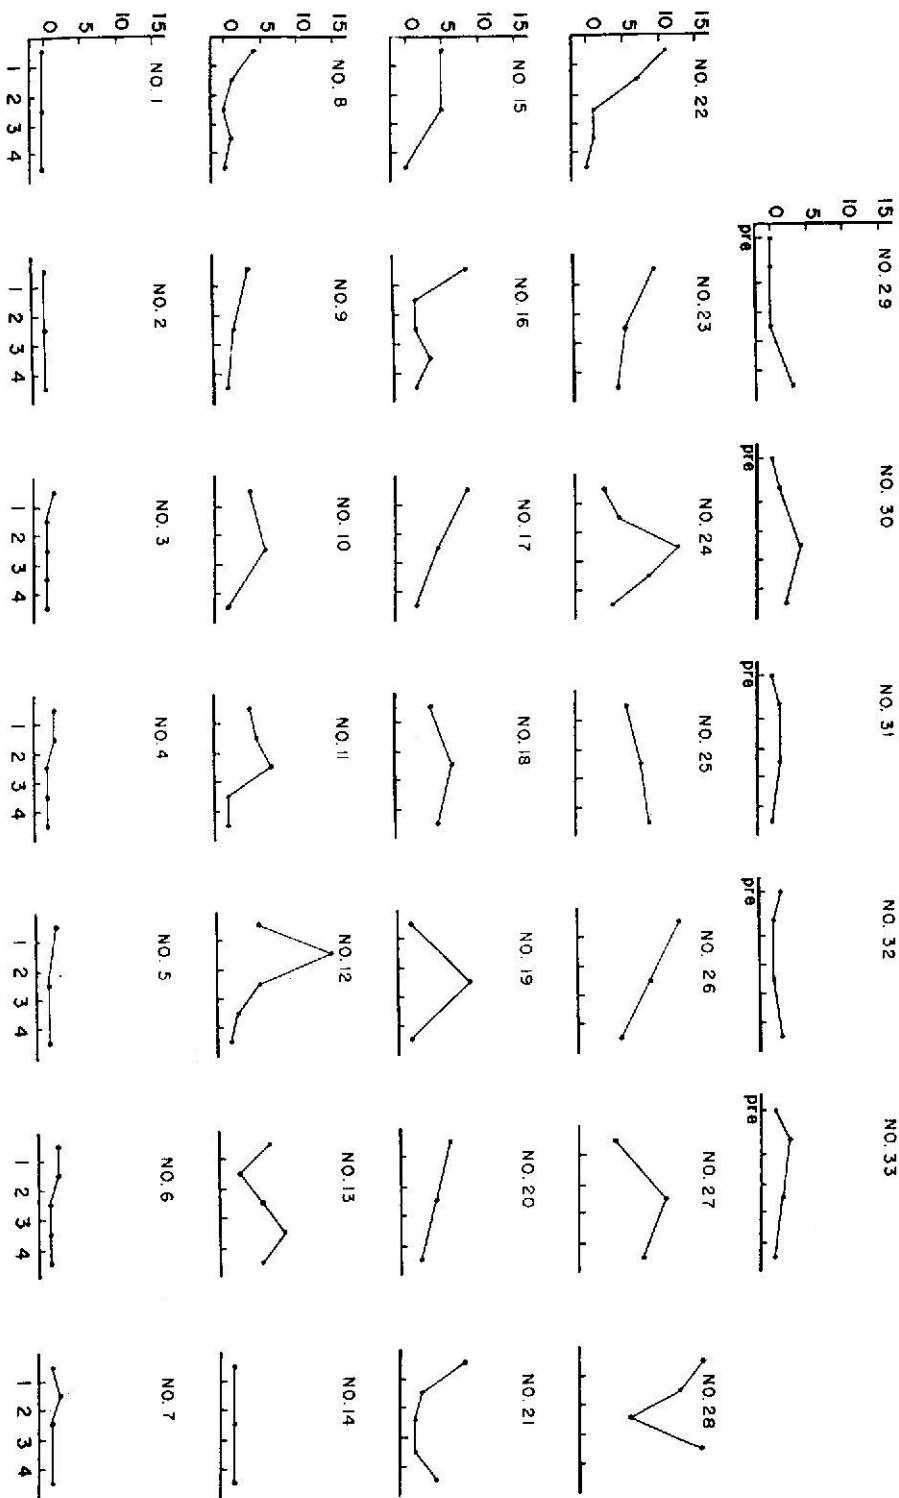 15
NO. 29
NO. 30
NO. 31
NO. 32
NO. 33
10
5
0
pre
pre
pre
pre
pre
15
NO. 22
NO. 23
NO. 24
NO. 25
NO. 26
NO. 27
NO. 28
10
5
0
15
NO. 15
NO. 16
NO. 17
NO. 18
NO. 19
NO. 20
NO. 21
10
5
0
15
NO. 8
NO. 9
NO. 10
NO. 11
NO. 12
NO. 13
NO. 14
10
5
0
15
NO. 1
NO. 2
NO. 3
NO. 4
NO. 5
NO. 6
NO. 7
10
5
0
1 2 3 4
1 2 3 4
1 2 3 4
1 2 3 4
1 2 3 4
1 2 3 4
1 2 3 4